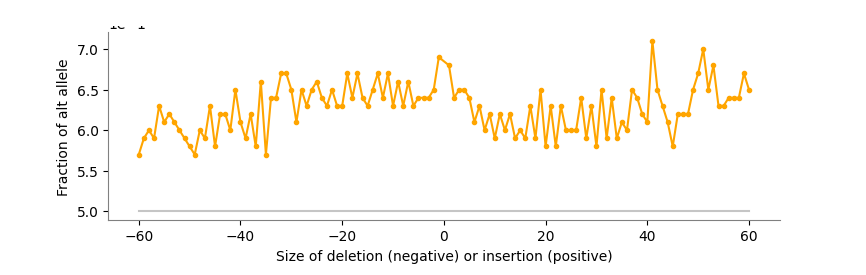 7.0
6.5
6.0
5.5
5.0
Fraction of alt allele
−60 −40 −20 0 20 40 60
Size of deletion (negative) or insertion (positive)